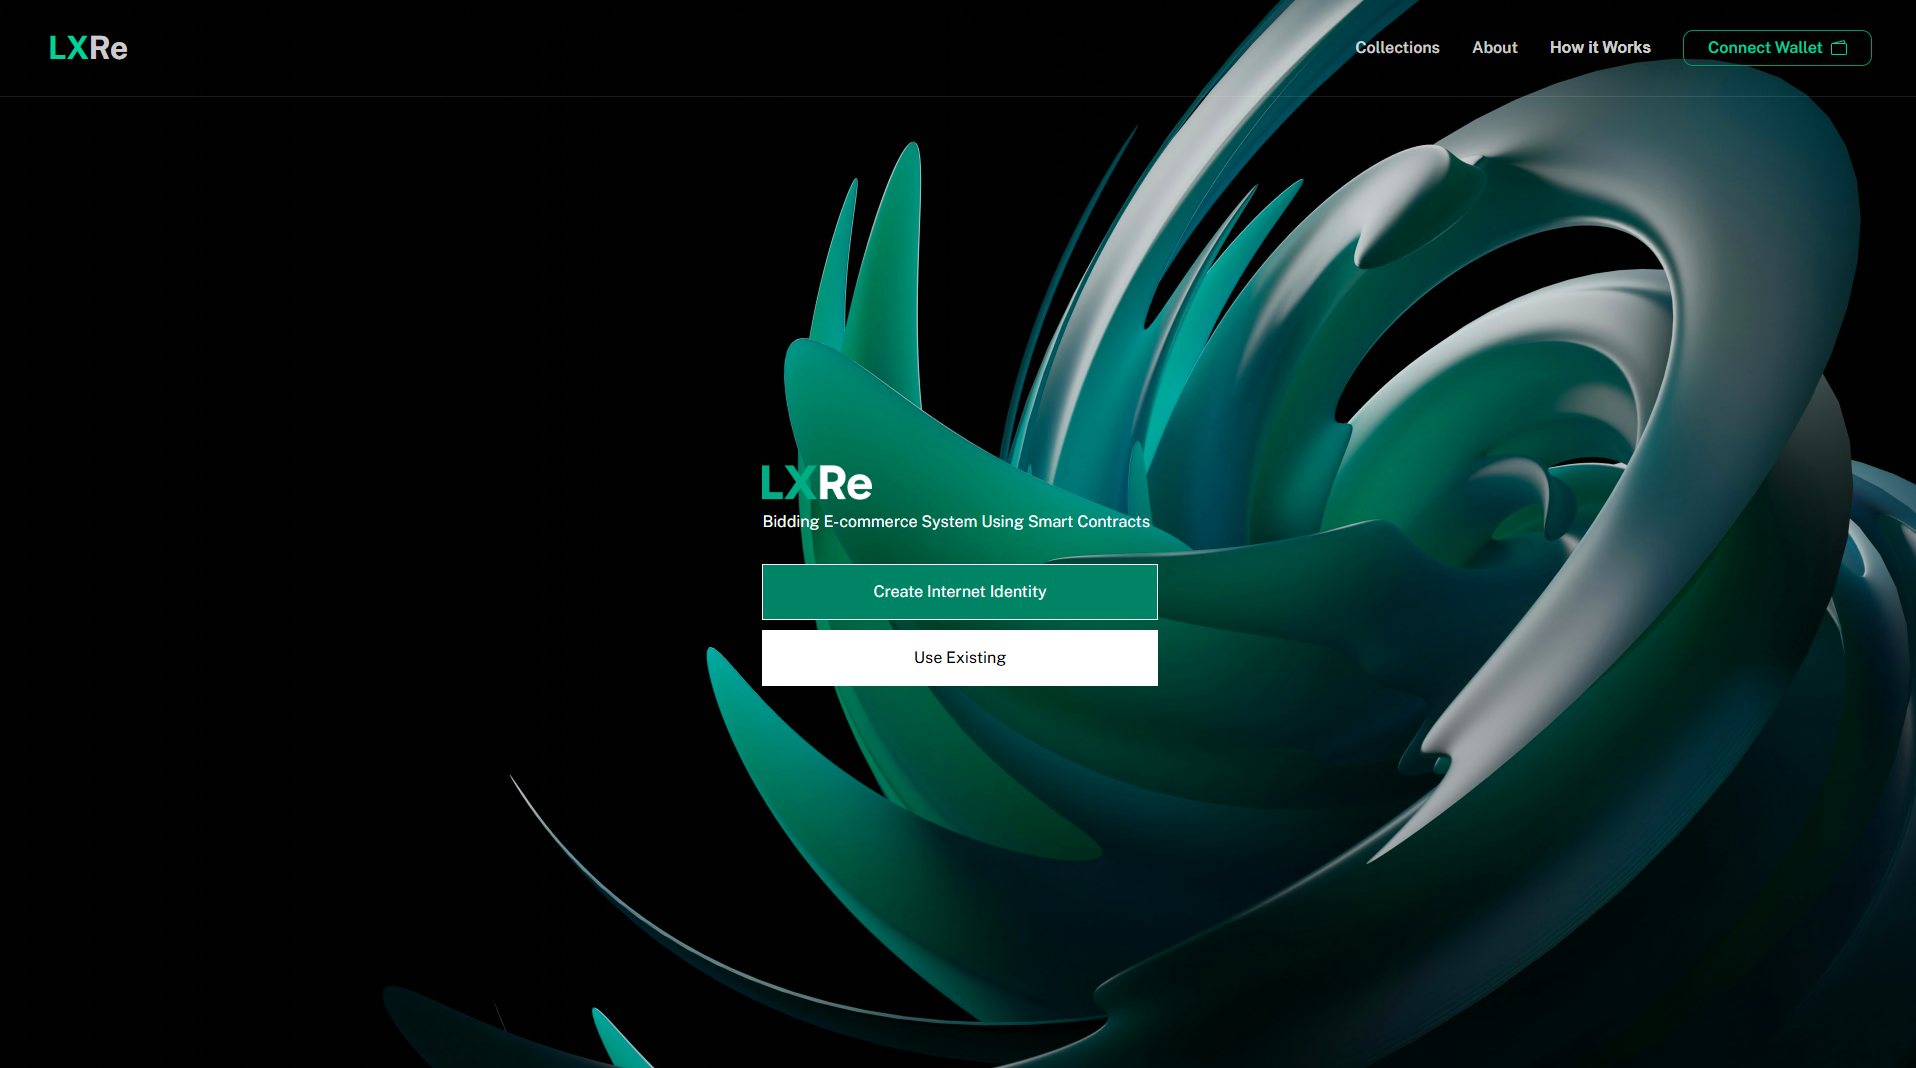 LXRe
Collections About How it Works Connect Wallet
LXRe
Bidding E-commerce System Using Smart Contracts
Create Internet Identity
Use Existing